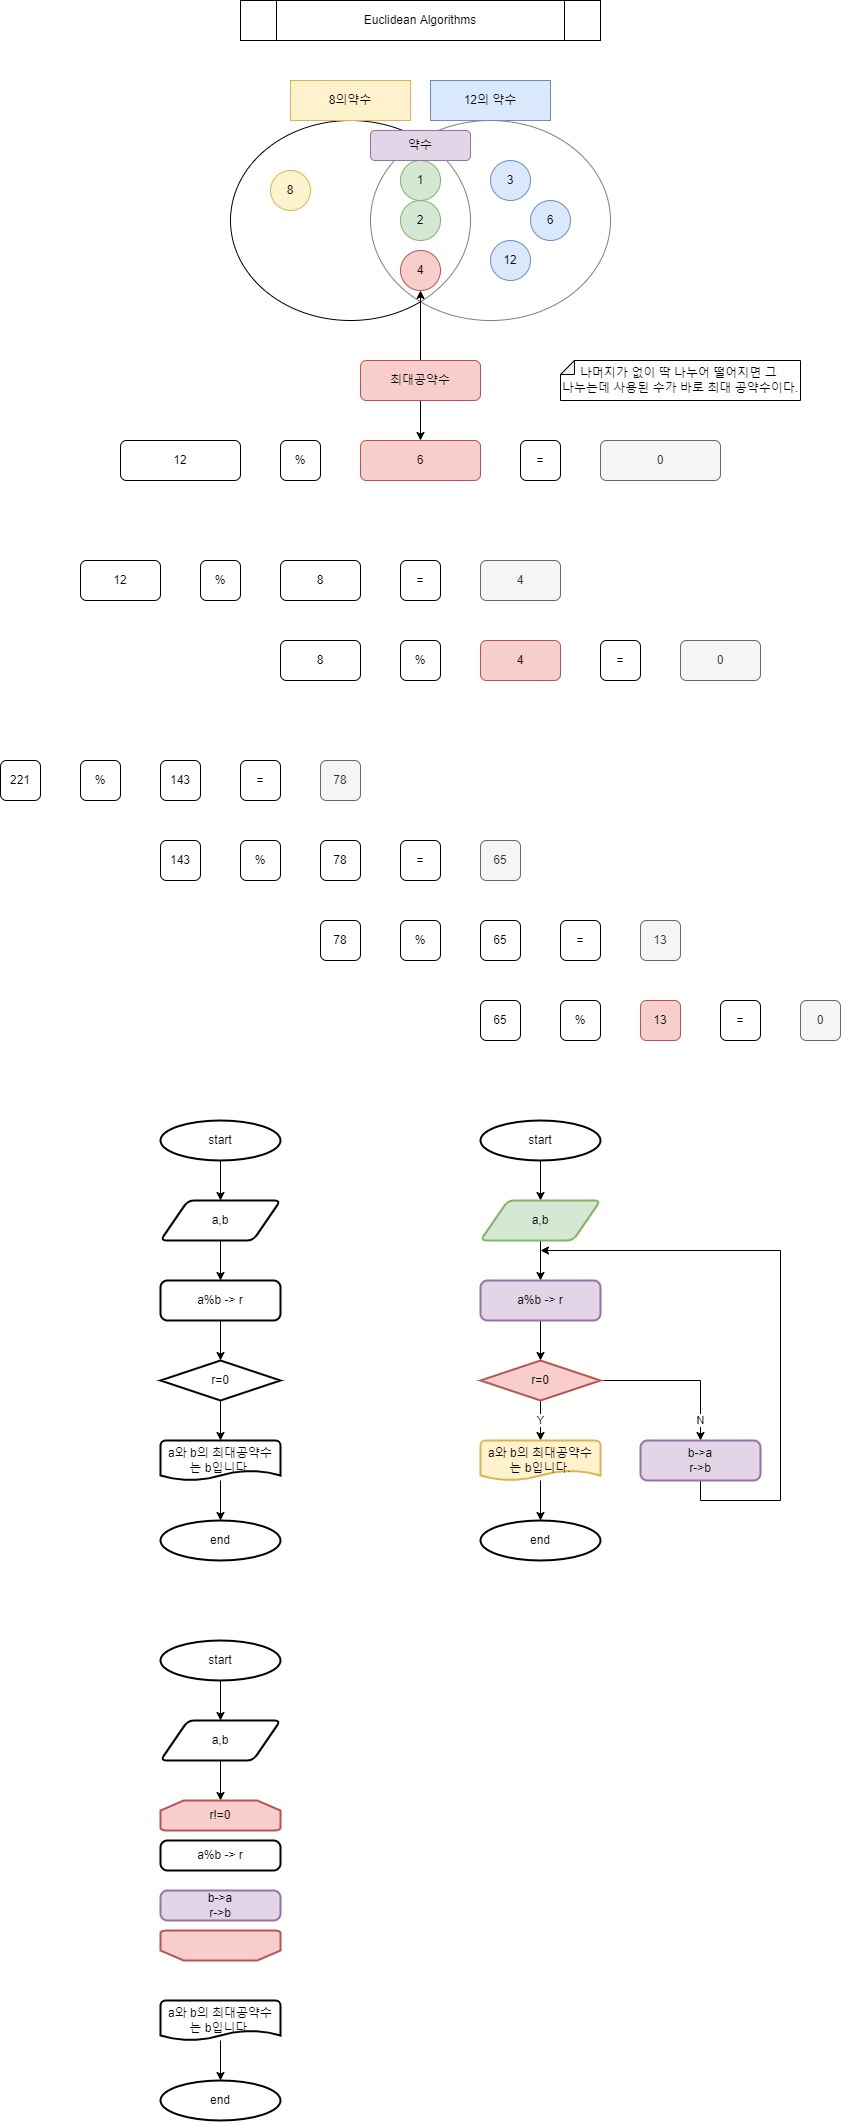 Euclidean Algorithms
8의약수
12의 약수
약수
8
1
2
4
3
6
12
최대공약수
나머지가 없이 딱 나누어 떨어지면 그
나누는데 사용된 수가 바로 최대 공약수이다.
12 % 6 = 0
12 % 8 = 4
8 % 4 = 0
221 % 143 = 78
143 % 78 = 65
78 % 65 = 13
65 % 13 = 0
start
a,b
a%b -> r
r=0
a와 b의 최대공약수
는 b입니다.
end
start
a,b
a%b -> r
r=0
Y
N
a와 b의 최대공약수
는 b입니다.
b->a
r->b
end
start
a,b
r!=0
a%b -> r
b->a
r->b
a와 b의 최대공약수
는 b입니다.
end